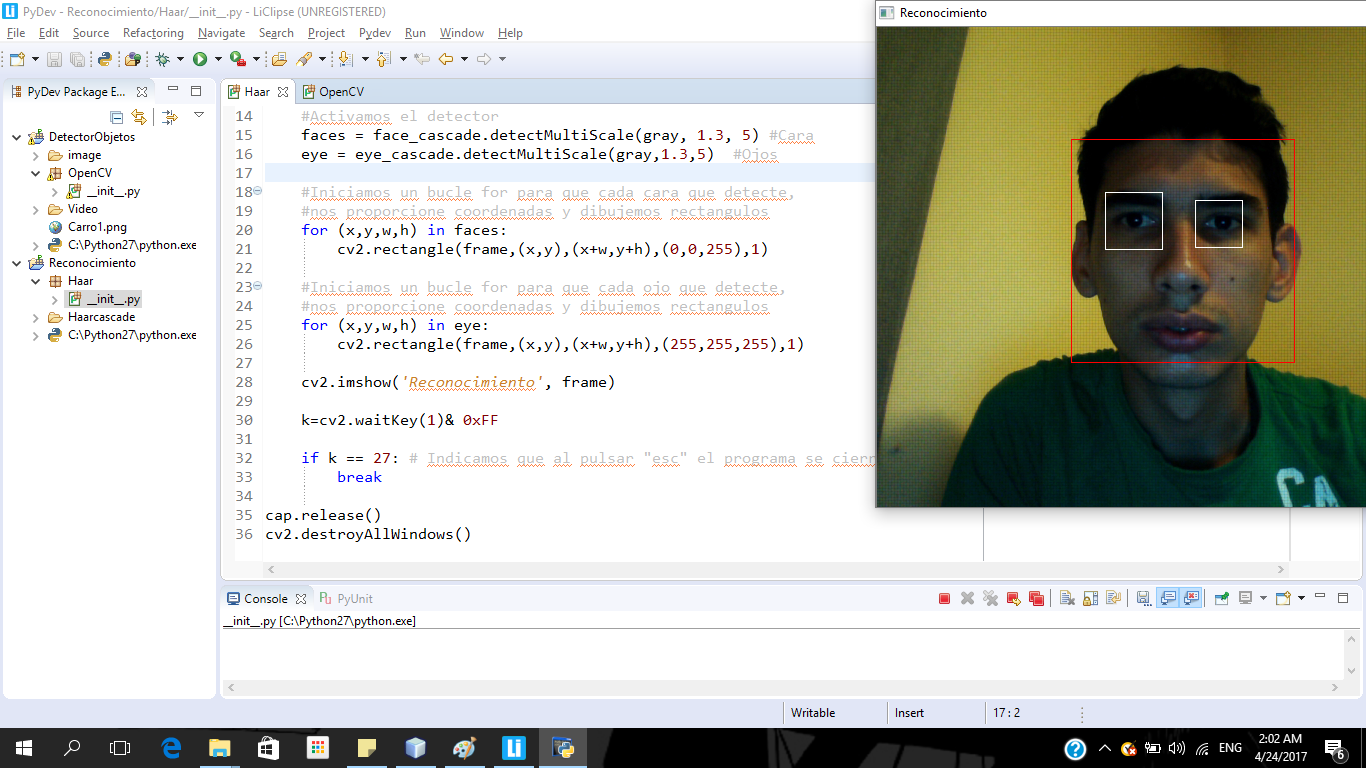 PyDev - Reconocimiento/Haar/__init__.py - LiClipse (UNREGISTERED)
File Edit Source Refactoring Navigate Search Project Pydev Run Window Help
PyDev Package E...
DetectorObjetos
image
OpenCV
__init__.py
Video
Carro1.png
C:\Python27\python.exe
Reconocimiento
Haar
__init__.py
Haarcascade
C:\Python27\python.exe
Haar
OpenCV
14 #Activamos el detector
15 faces = face_cascade.detectMultiScale(gray, 1.3, 5) #Cara
16 eye = eye_cascade.detectMultiScale(gray,1.3,5)  #Ojos
17
18 #Iniciamos un bucle for para que cada cara que detecte,
19 #nos proporcione coordenadas y dibujemos rectangulos
20 for (x,y,w,h) in faces:
21 cv2.rectangle(frame,(x,y),(x+w,y+h),(0,0,255),1)
22
23 #Iniciamos un bucle for para que cada ojo que detecte,
24 #nos proporcione coordenadas y dibujemos rectangulos
25 for (x,y,w,h) in eye:
26 cv2.rectangle(frame,(x,y),(x+w,y+h),(255,255,255),1)
27
28 cv2.imshow('Reconocimiento', frame)
29
30 k=cv2.waitKey(1)& 0xFF
31
32 if k == 27: # Indicamos que al pulsar "esc" el programa se cierr
33 break
34
35 cap.release()
36 cv2.destroyAllWindows()
Reconocimiento
CA
Console
PyUnit
__init__.py [C:\Python27\python.exe]
Writable
Insert
17 : 2
Li
ENG
2:02 AM
4/24/2017
6